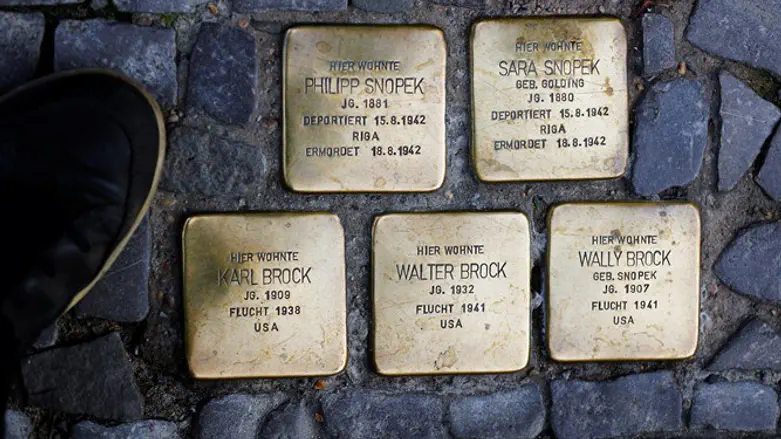 HIER WOHNTE
PHILIPP SNOPEK
JG. 1881
DEPORTIERT 15.8.1942
RIGA
ERMORDET 18.8.1942
HIER WOHNTE
SARA SNOPEK
GEB. GOLDING
JG. 1880
DEPORTIERT 15.8.1942
RIGA
ERMORDET 18.8.1942
HIER WOHNTE
KARL BROCK
JG. 1909
FLUCHT 1938
USA
HIER WOHNTE
WALTER BROCK
JG. 1932
FLUCHT 1941
USA
HIER WOHNTE
WALLY BROCK
GEB. SNOPEK
JG. 1907
FLUCHT 1941
USA